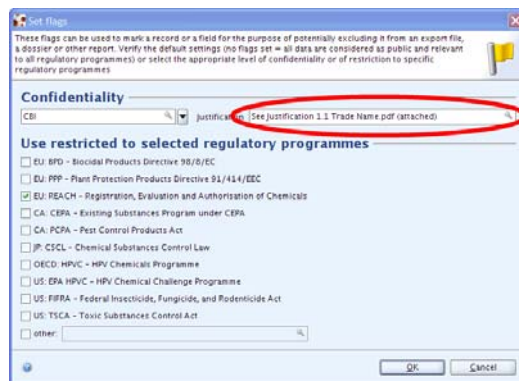 Set flags
These flags can be used to mark a record or a field for the purpose of potentially excluding it from an export file,
a dossier or other report. Verify the default settings (no flags set = all data are considered as public and relevant
to all regulatory programmes) or select the appropriate level of confidentiality or of restriction to specific
regulatory programmes
Confidentiality
CBI Justification See Justification 1.1 Trade Name.pdf (attached)
Use restricted to selected regulatory programmes
EU: BPD - Biocidal Products Directive 98/8/EC
EU: PPP - Plant Protection Products Directive 91/414/EEC
EU: REACH - Registration, Evaluation and Authorisation of Chemicals
CA: CEPA - Existing Substances Program under CEPA
CA: PCPA - Pest Control Products Act
JP: CSCL - Chemical Substances Control Law
OECD: HPVC - HPV Chemicals Programme
US: EPA HPVC - HPV Chemical Challenge Programme
US: FIFRA - Federal Insecticide, Fungicide, and Rodenticide Act
US: TSCA - Toxic Substances Control Act
other:
OK Cancel